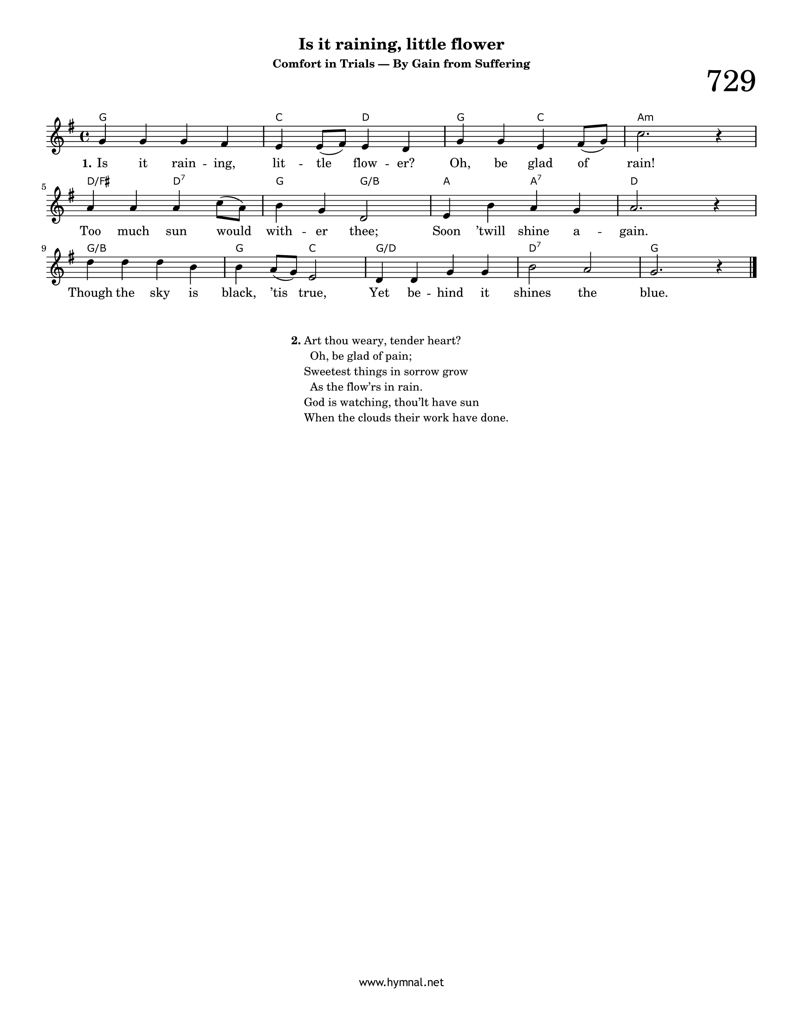 Is it raining, little flower
Comfort in Trials — By Gain from Suffering
729
G C D G C Am
1. Is it rain - ing, lit - tle flow - er? Oh, be glad of rain!
5
D/F♯ D7 G G/B A A7 D
Too much sun would with - er thee; Soon ’twill shine a - gain.
9
G/B G C G/D D7 G
Though the sky is black, ’tis true, Yet be - hind it shines the blue.
2. Art thou weary, tender heart?
Oh, be glad of pain;
Sweetest things in sorrow grow
As the flow’rs in rain.
God is watching, thou’lt have sun
When the clouds their work have done.
www.hymnal.net